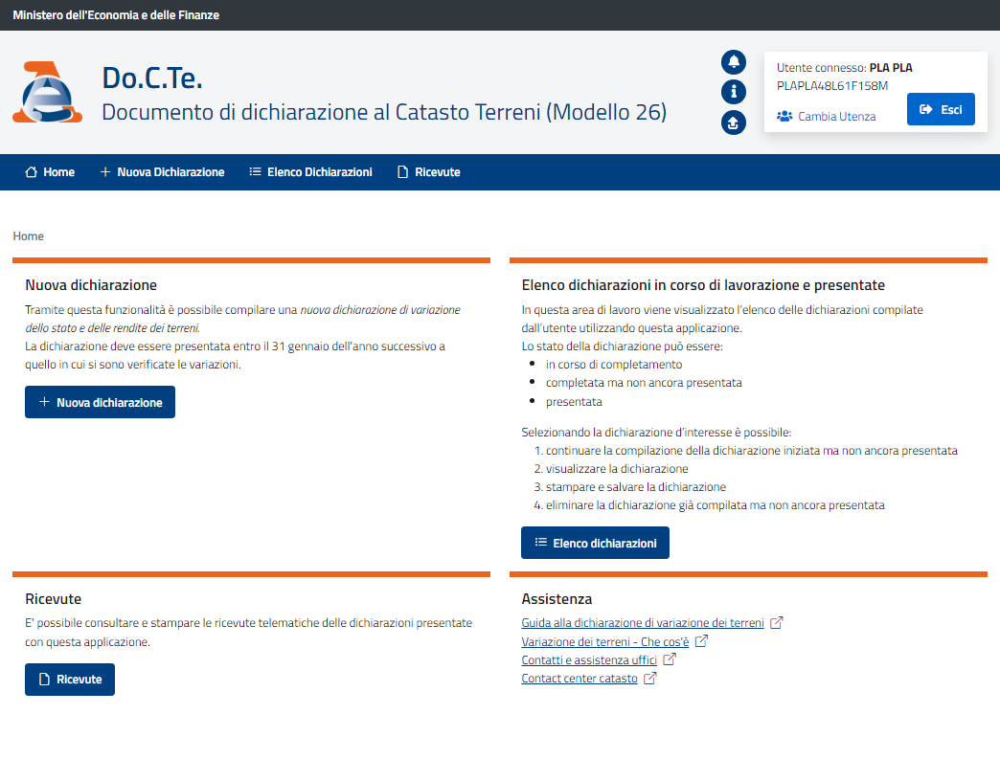 Ministero dell'Economia e delle Finanze
Do.C.Te.
Documento di dichiarazione al Catasto Terreni (Modello 26)
Utente connesso: PLA PLA
PLAPLA48L61F158M
Cambia Utenza
Esci
Home
Nuova Dichiarazione
Elenco Dichiarazioni
Ricevute
Home
Nuova dichiarazione
Tramite questa funzionalità è possibile compilare una nuova dichiarazione di variazione
dello stato e delle rendite dei terreni.
La dichiarazione deve essere presentata entro il 31 gennaio dell'anno successivo a
quello in cui si sono verificate le variazioni.
Nuova dichiarazione
Elenco dichiarazioni in corso di lavorazione e presentate
In questa area di lavoro viene visualizzato l'elenco delle dichiarazioni compilate
dall'utente utilizzando questa applicazione.
Lo stato della dichiarazione può essere:
• in corso di completamento
• completata ma non ancora presentata
• presentata
Selezionando la dichiarazione d'interesse è possibile:
1. continuare la compilazione della dichiarazione iniziata ma non ancora presentata
2. visualizzare la dichiarazione
3. stampare e salvare la dichiarazione
4. eliminare la dichiarazione già compilata ma non ancora presentata
Elenco dichiarazioni
Ricevute
E' possibile consultare e stampare le ricevute telematiche delle dichiarazioni presentate
con questa applicazione.
Ricevute
Assistenza
Guida alla dichiarazione di variazione dei terreni
Variazione dei terreni - Che cos'è
Contatti e assistenza uffici
Contact center catasto